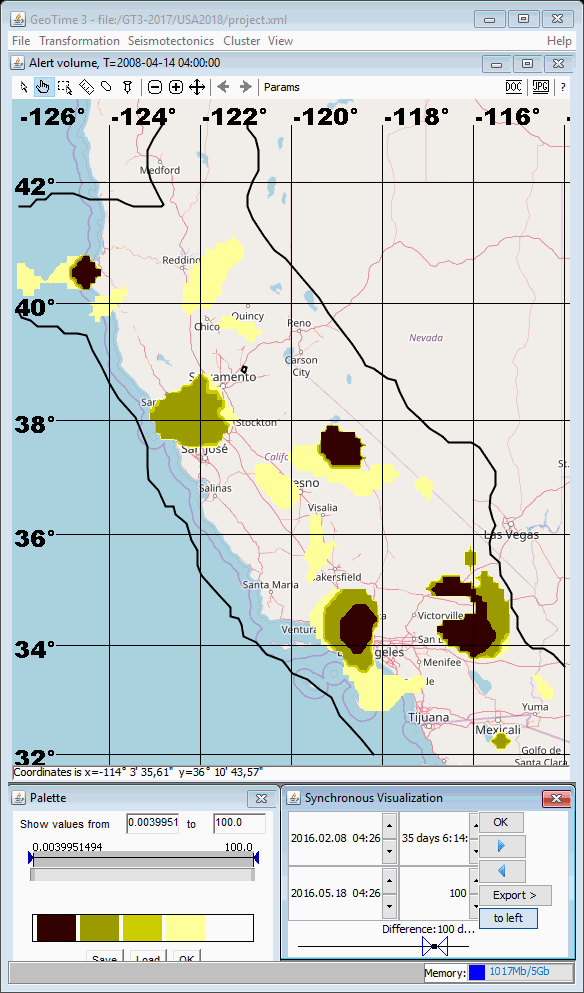 GeoTime 3 - file:/GT3-2017/USA2018/project.xml
File Transformation Seismotectonics Cluster View Help
Alert volume, T=2008-04-14 04:00:00
Params DOC JPG ?
-126° -124° -122° -120° -118° -116°
Medford
42°
Redding
40°
Quincy
Chico
Reno
Carson
City
Nevada
Sacramento
38°
Stockton
San José
Califo
esno
Salinas
Visalia
36°
Las Vegas
St.
akersfield
Santa Maria
Victorville
Ventura
San L
34°
Menifee
Yuma
Tijuana
Mexicali
32°
Golfo de
Santa Clara
Coordinates is x=-114° 3' 35,61" y=36° 10' 43,57"
Palette
Show values from 0.0039951 to 100.0
0.0039951494 100.0
Save Load OK
Synchronous Visualization
2016.02.08 04:26 35 days 6:14: OK
2016.05.18 04:26 100 Export >
to left
Difference:100 d...
Memory: 1017Mb/5Gb